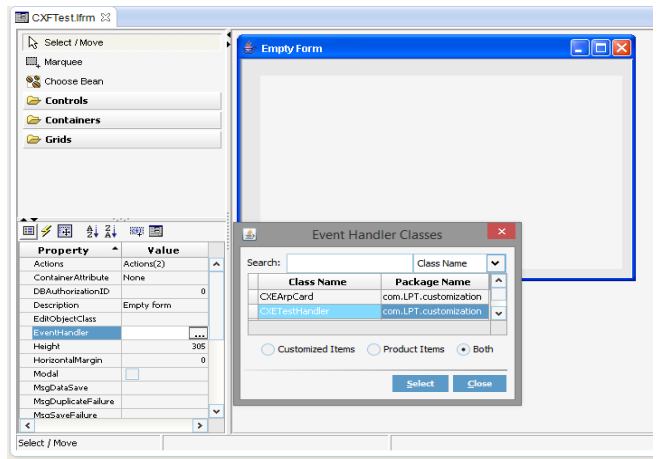 CXFTest.lfrm
Select / Move
Marquee
Choose Bean
Controls
Containers
Grids
Property Value
Actions Actions(2)
ContainerAttribute None
DBAuthorizationID 0
Description Empty form
EditObjectClass
EventHandler ...
Height 305
HorizontalMargin 0
Modal
MsgDataSave
MsgDuplicateFailure
MsgSaveFailure
Select / Move
Empty Form
Event Handler Classes
Search: Class Name
Class Name Package Name
CXEArpCard com.LPT.customization
CXETestHandler com.LPT.customization
Customized Items Product Items Both
Select Close